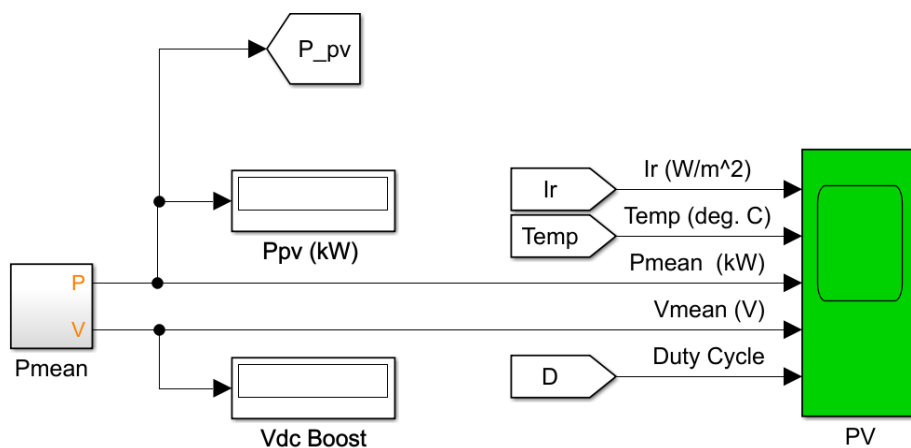 P_pv
Ir
Ir (W/m^2)
Temp
Temp (deg. C)
Ppv (kW)
Pmean  (kW)
P
V
Vmean (V)
Pmean
D
Duty Cycle
Vdc Boost
PV